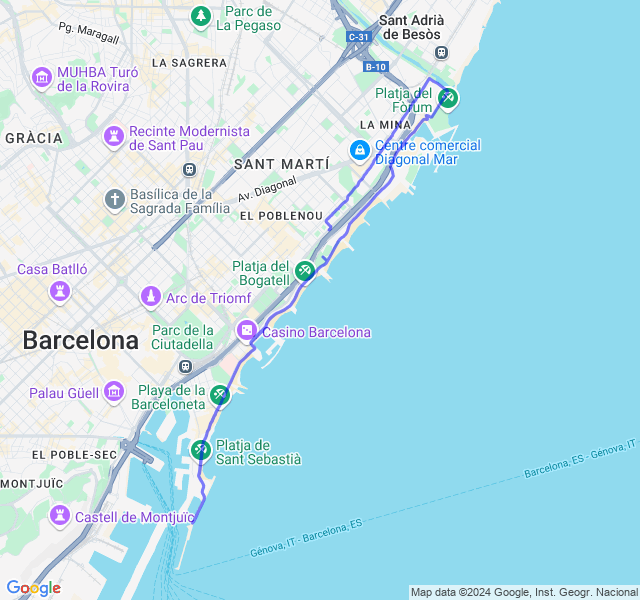 Parc de
La Pegaso
Sant Adrià
de Besòs
Pg. Maragall
C-31
LA SAGRERA
B-10
MUHBA Turó
de la Rovira
Platja del
Fòrum
LA MINA
GRÀCIA
Recinte Modernista
de Sant Pau
Centre comercial
Diagonal Mar
SANT MARTÍ
Av. Diagonal
Basílica de la
Sagrada Família
EL POBLENOU
Casa Batlló
Platja del
Bogatell
Arc de Triomf
Parc de la
Ciutadella
Casino Barcelona
Barcelona
Palau Güell
Playa de la
Barceloneta
EL POBLE-SEC
Platja de
Sant Sebastià
Barcelona, ES - Génova, IT
MONTJUÏC
Castell de Montjuïc
Génova, IT - Barcelona, ES
Google
Map data ©2024 Google, Inst. Geogr. Nacional